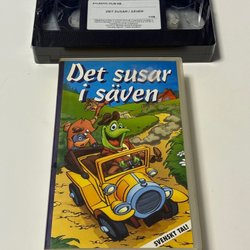 DET SUSAR I SÄVEN
Det susar
i säven
SVENSKT TAL!